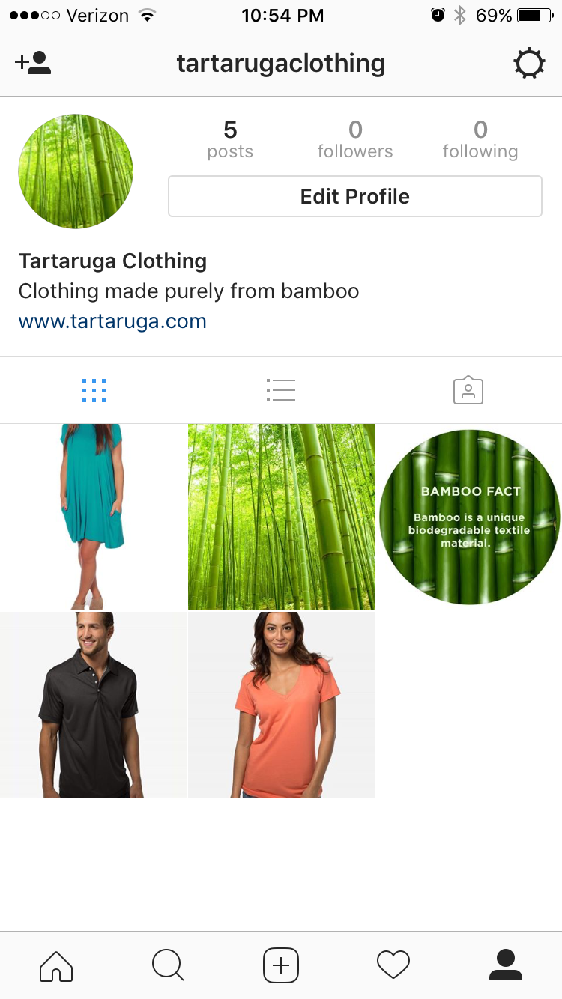 Verizon 10:54 PM 69%
tartarugaclothing
5 0 0
posts followers following
Edit Profile
Tartaruga Clothing
Clothing made purely from bamboo
www.tartaruga.com
BAMBOO FACT
Bamboo is a unique
biodegradable textile
material.